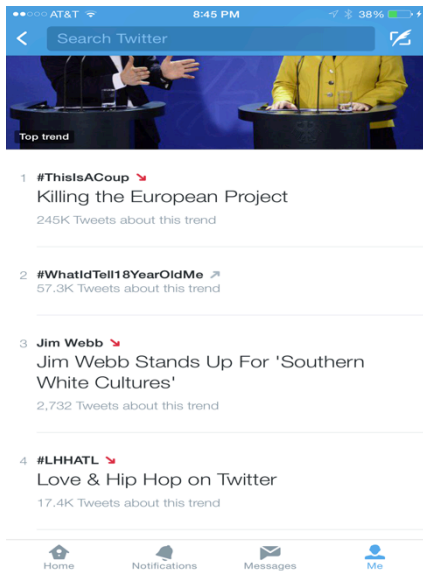 AT&T 8:45 PM 38%
Search Twitter
Top trend
1 #ThisIsACoup
Killing the European Project
245K Tweets about this trend
2 #WhatIdTell18YearOldMe
57.3K Tweets about this trend
3 Jim Webb
Jim Webb Stands Up For 'Southern
White Cultures'
2,732 Tweets about this trend
4 #LHHATL
Love & Hip Hop on Twitter
17.4K Tweets about this trend
Home Notifications Messages Me